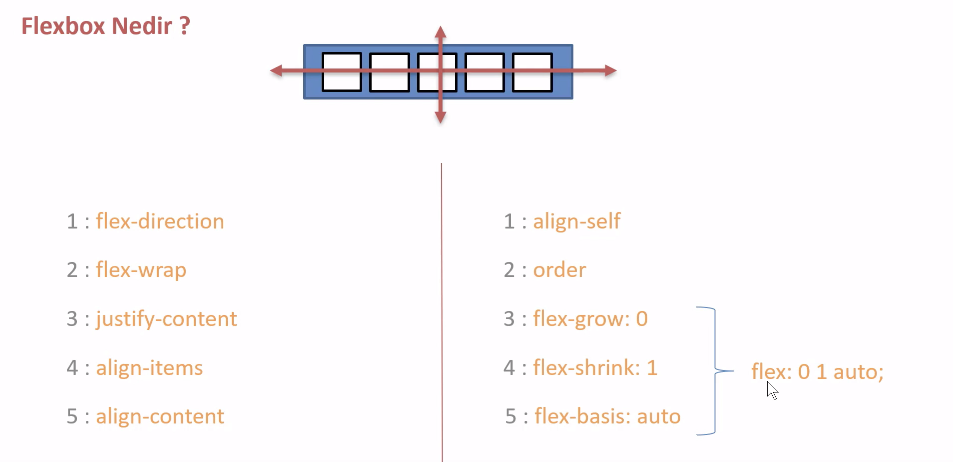 Flexbox Nedir ?
1 : flex-direction
2 : flex-wrap
3 : justify-content
4 : align-items
5 : align-content
1 : align-self
2 : order
3 : flex-grow: 0
4 : flex-shrink: 1
5 : flex-basis: auto
flex: 0 1 auto;